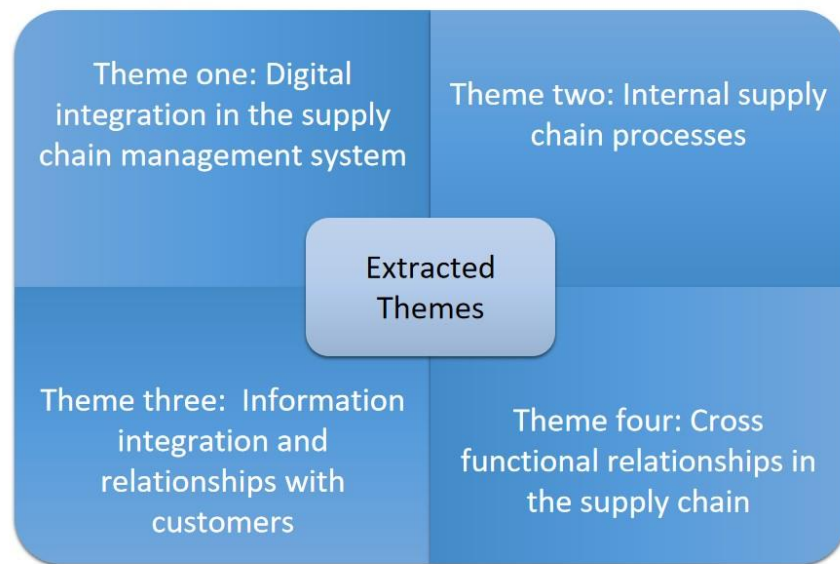 Theme one: Digital
integration in the supply
chain management system
Theme two: Internal supply
chain processes
Extracted
Themes
Theme three:  Information
integration and
relationships with
customers
Theme four: Cross
functional relationships in
the supply chain